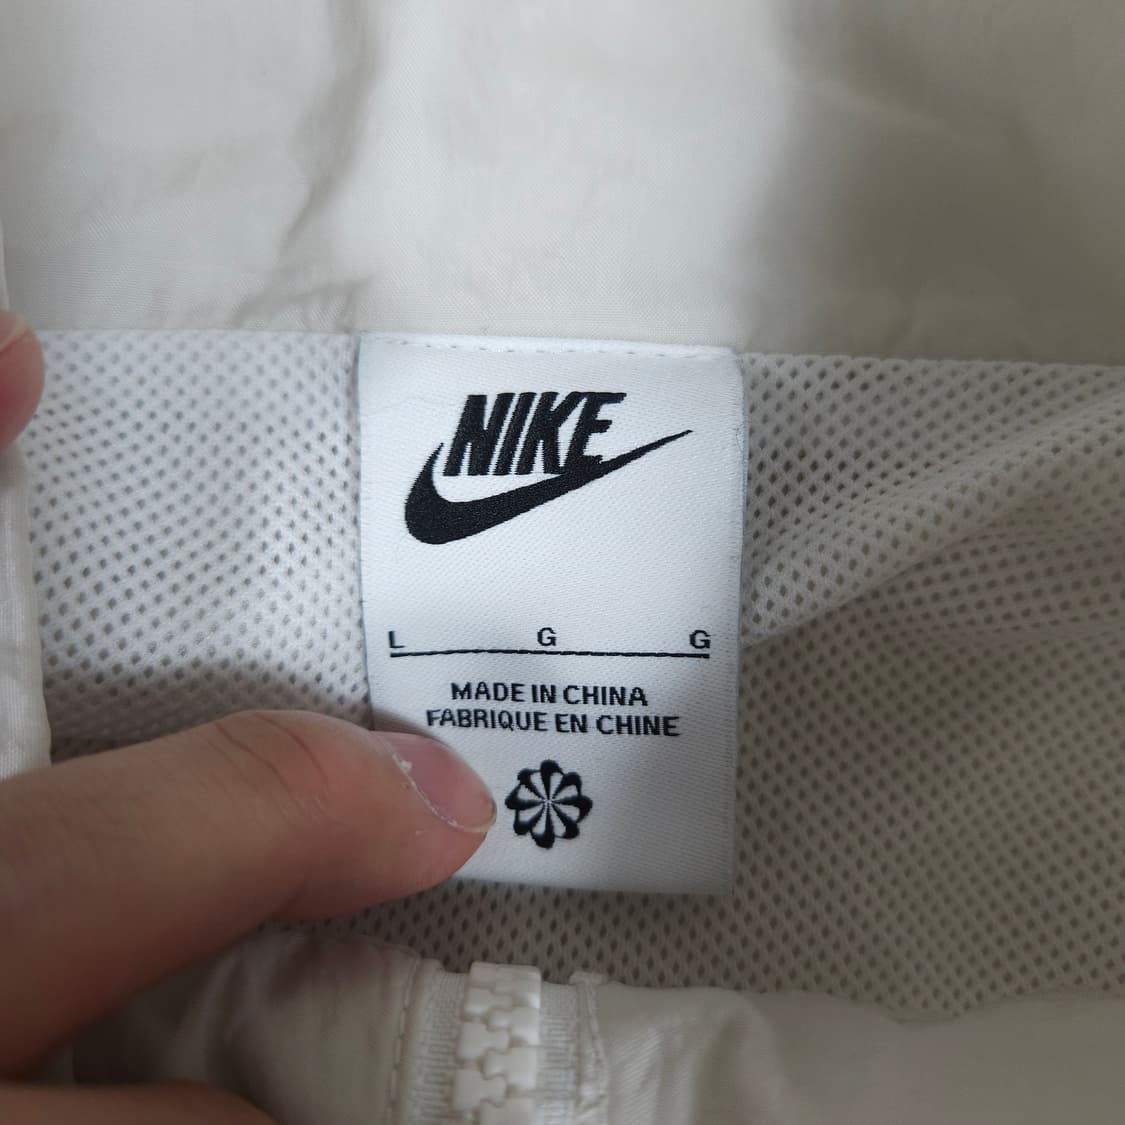 NIKE
L G G
MADE IN CHINA
FABRIQUE EN CHINE